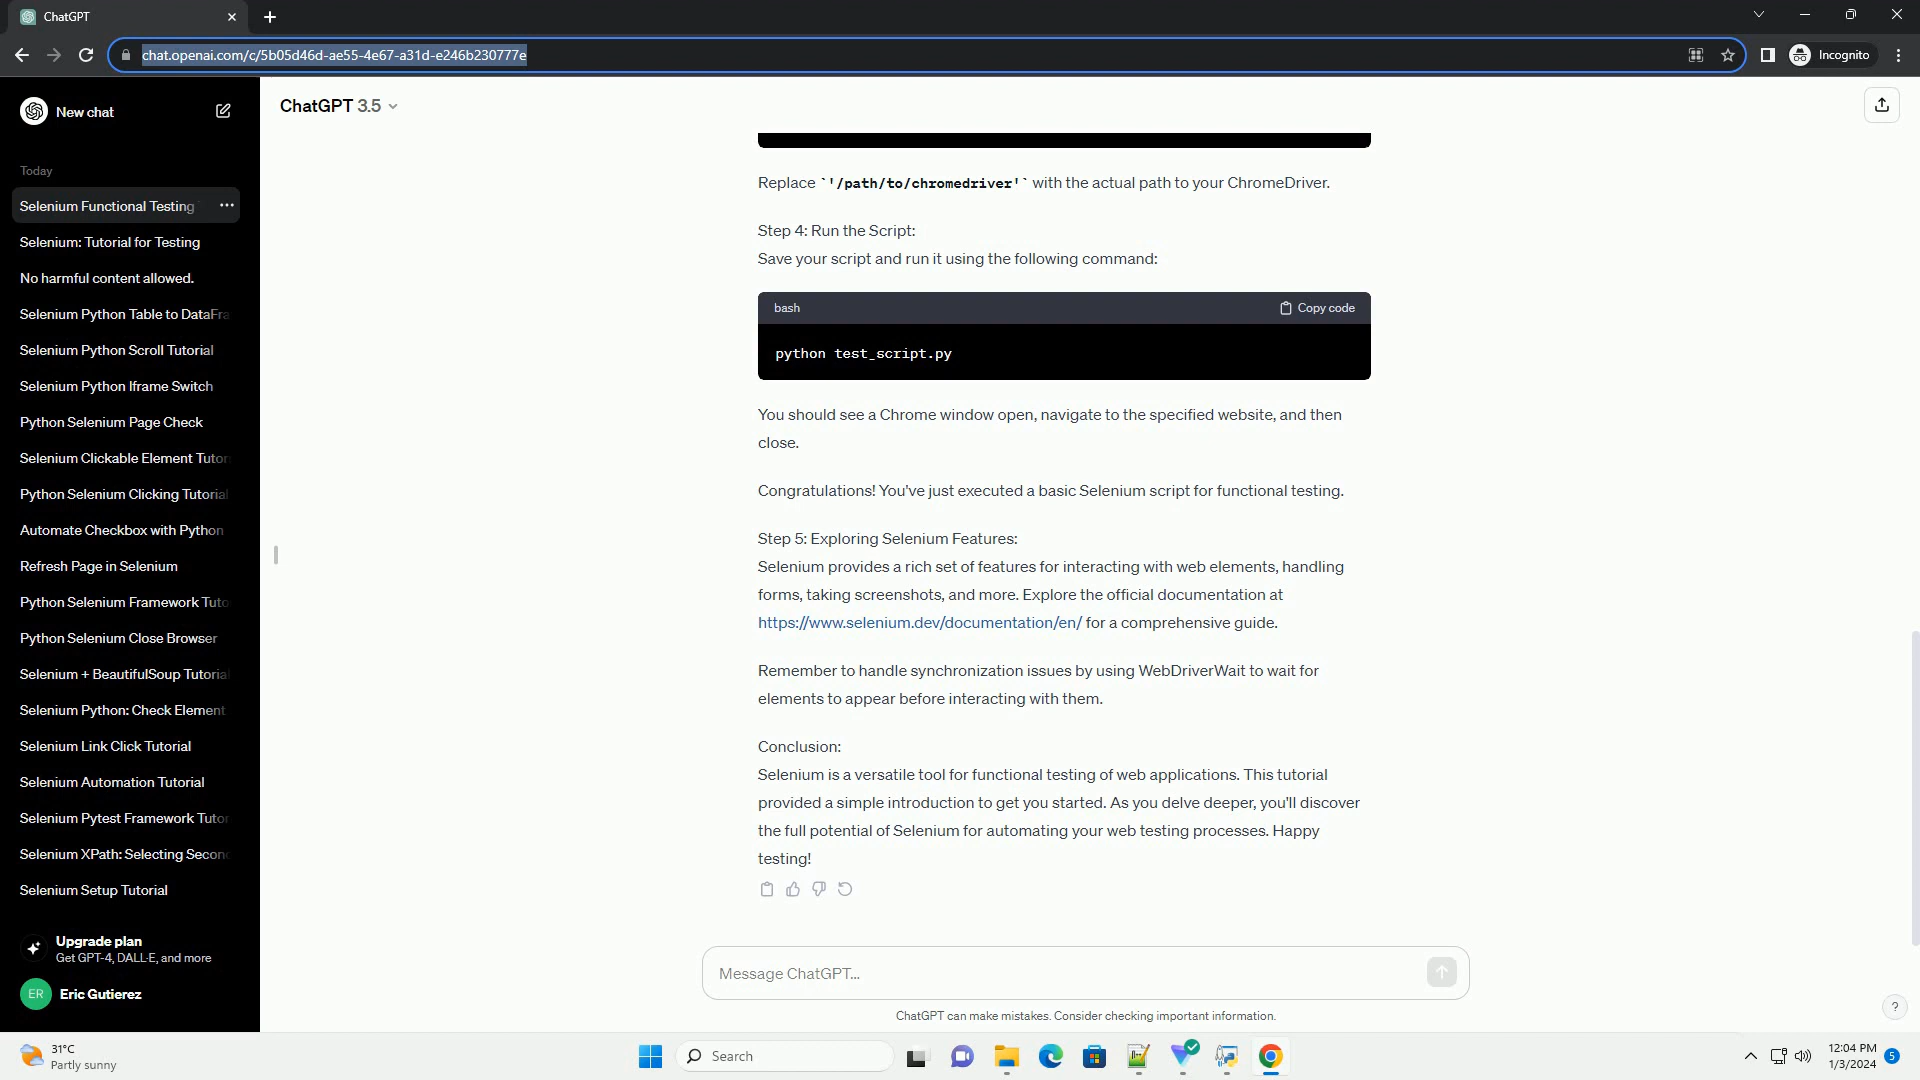 ChatGPT
chat.openai.com/c/5b05d46d-ae55-4e67-a31d-e246b230777e
Incognito
New chat
ChatGPT 3.5
Today
Selenium Functional Testing
Selenium: Tutorial for Testing
No harmful content allowed.
Selenium Python Table to DataFra
Selenium Python Scroll Tutorial
Selenium Python Iframe Switch
Python Selenium Page Check
Selenium Clickable Element Tutor
Python Selenium Clicking Tutorial
Automate Checkbox with Python
Refresh Page in Selenium
Python Selenium Framework Tuto
Python Selenium Close Browser
Selenium + BeautifulSoup Tutorial
Selenium Python: Check Element
Selenium Link Click Tutorial
Selenium Automation Tutorial
Selenium Pytest Framework Tutor
Selenium XPath: Selecting Secon
Selenium Setup Tutorial
Upgrade plan
Get GPT-4, DALL·E, and more
ER
Eric Gutierez
Replace `'/path/to/chromedriver'` with the actual path to your ChromeDriver.
Step 4: Run the Script:
Save your script and run it using the following command:
bash
Copy code
python test_script.py
You should see a Chrome window open, navigate to the specified website, and then
close.
Congratulations! You've just executed a basic Selenium script for functional testing.
Step 5: Exploring Selenium Features:
Selenium provides a rich set of features for interacting with web elements, handling
forms, taking screenshots, and more. Explore the official documentation at
https://www.selenium.dev/documentation/en/ for a comprehensive guide.
Remember to handle synchronization issues by using WebDriverWait to wait for
elements to appear before interacting with them.
Conclusion:
Selenium is a versatile tool for functional testing of web applications. This tutorial
provided a simple introduction to get you started. As you delve deeper, you'll discover
the full potential of Selenium for automating your web testing processes. Happy
testing!
Message ChatGPT...
ChatGPT can make mistakes. Consider checking important information.
?
31°C
Partly sunny
Search
12:04 PM
1/3/2024
5